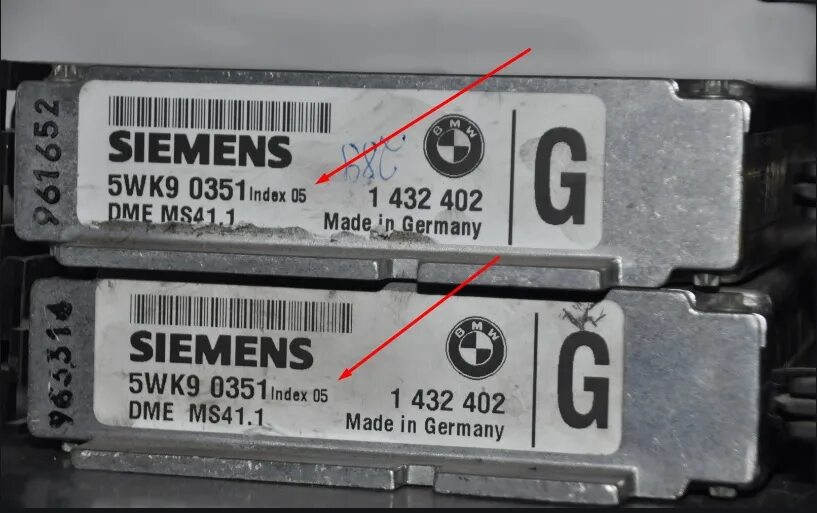 961652
SIEMENS
BMW
G
5WK9 0351 Index 05
1 432 402
DME MS41.1
Made in Germany
963314
SIEMENS
BMW
G
5WK9 0351 Index 05
1 432 402
DME MS41.1
Made in Germany